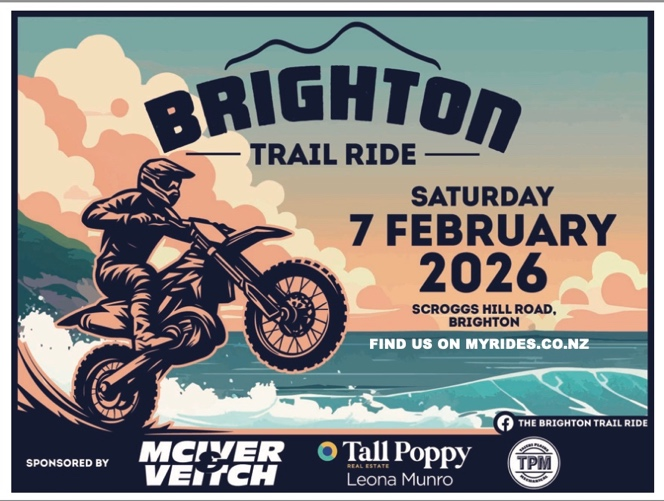 BRIGHTON
TRAIL RIDE
SATURDAY
7 FEBRUARY
2026
SCROGGS HILL ROAD,
BRIGHTON
FIND US ON MYRIDES.CO.NZ
THE BRIGHTON TRAIL RIDE
SPONSORED BY
MCIVER
& VEITCH
Tall Poppy
REAL ESTATE
Leona Munro
TPM